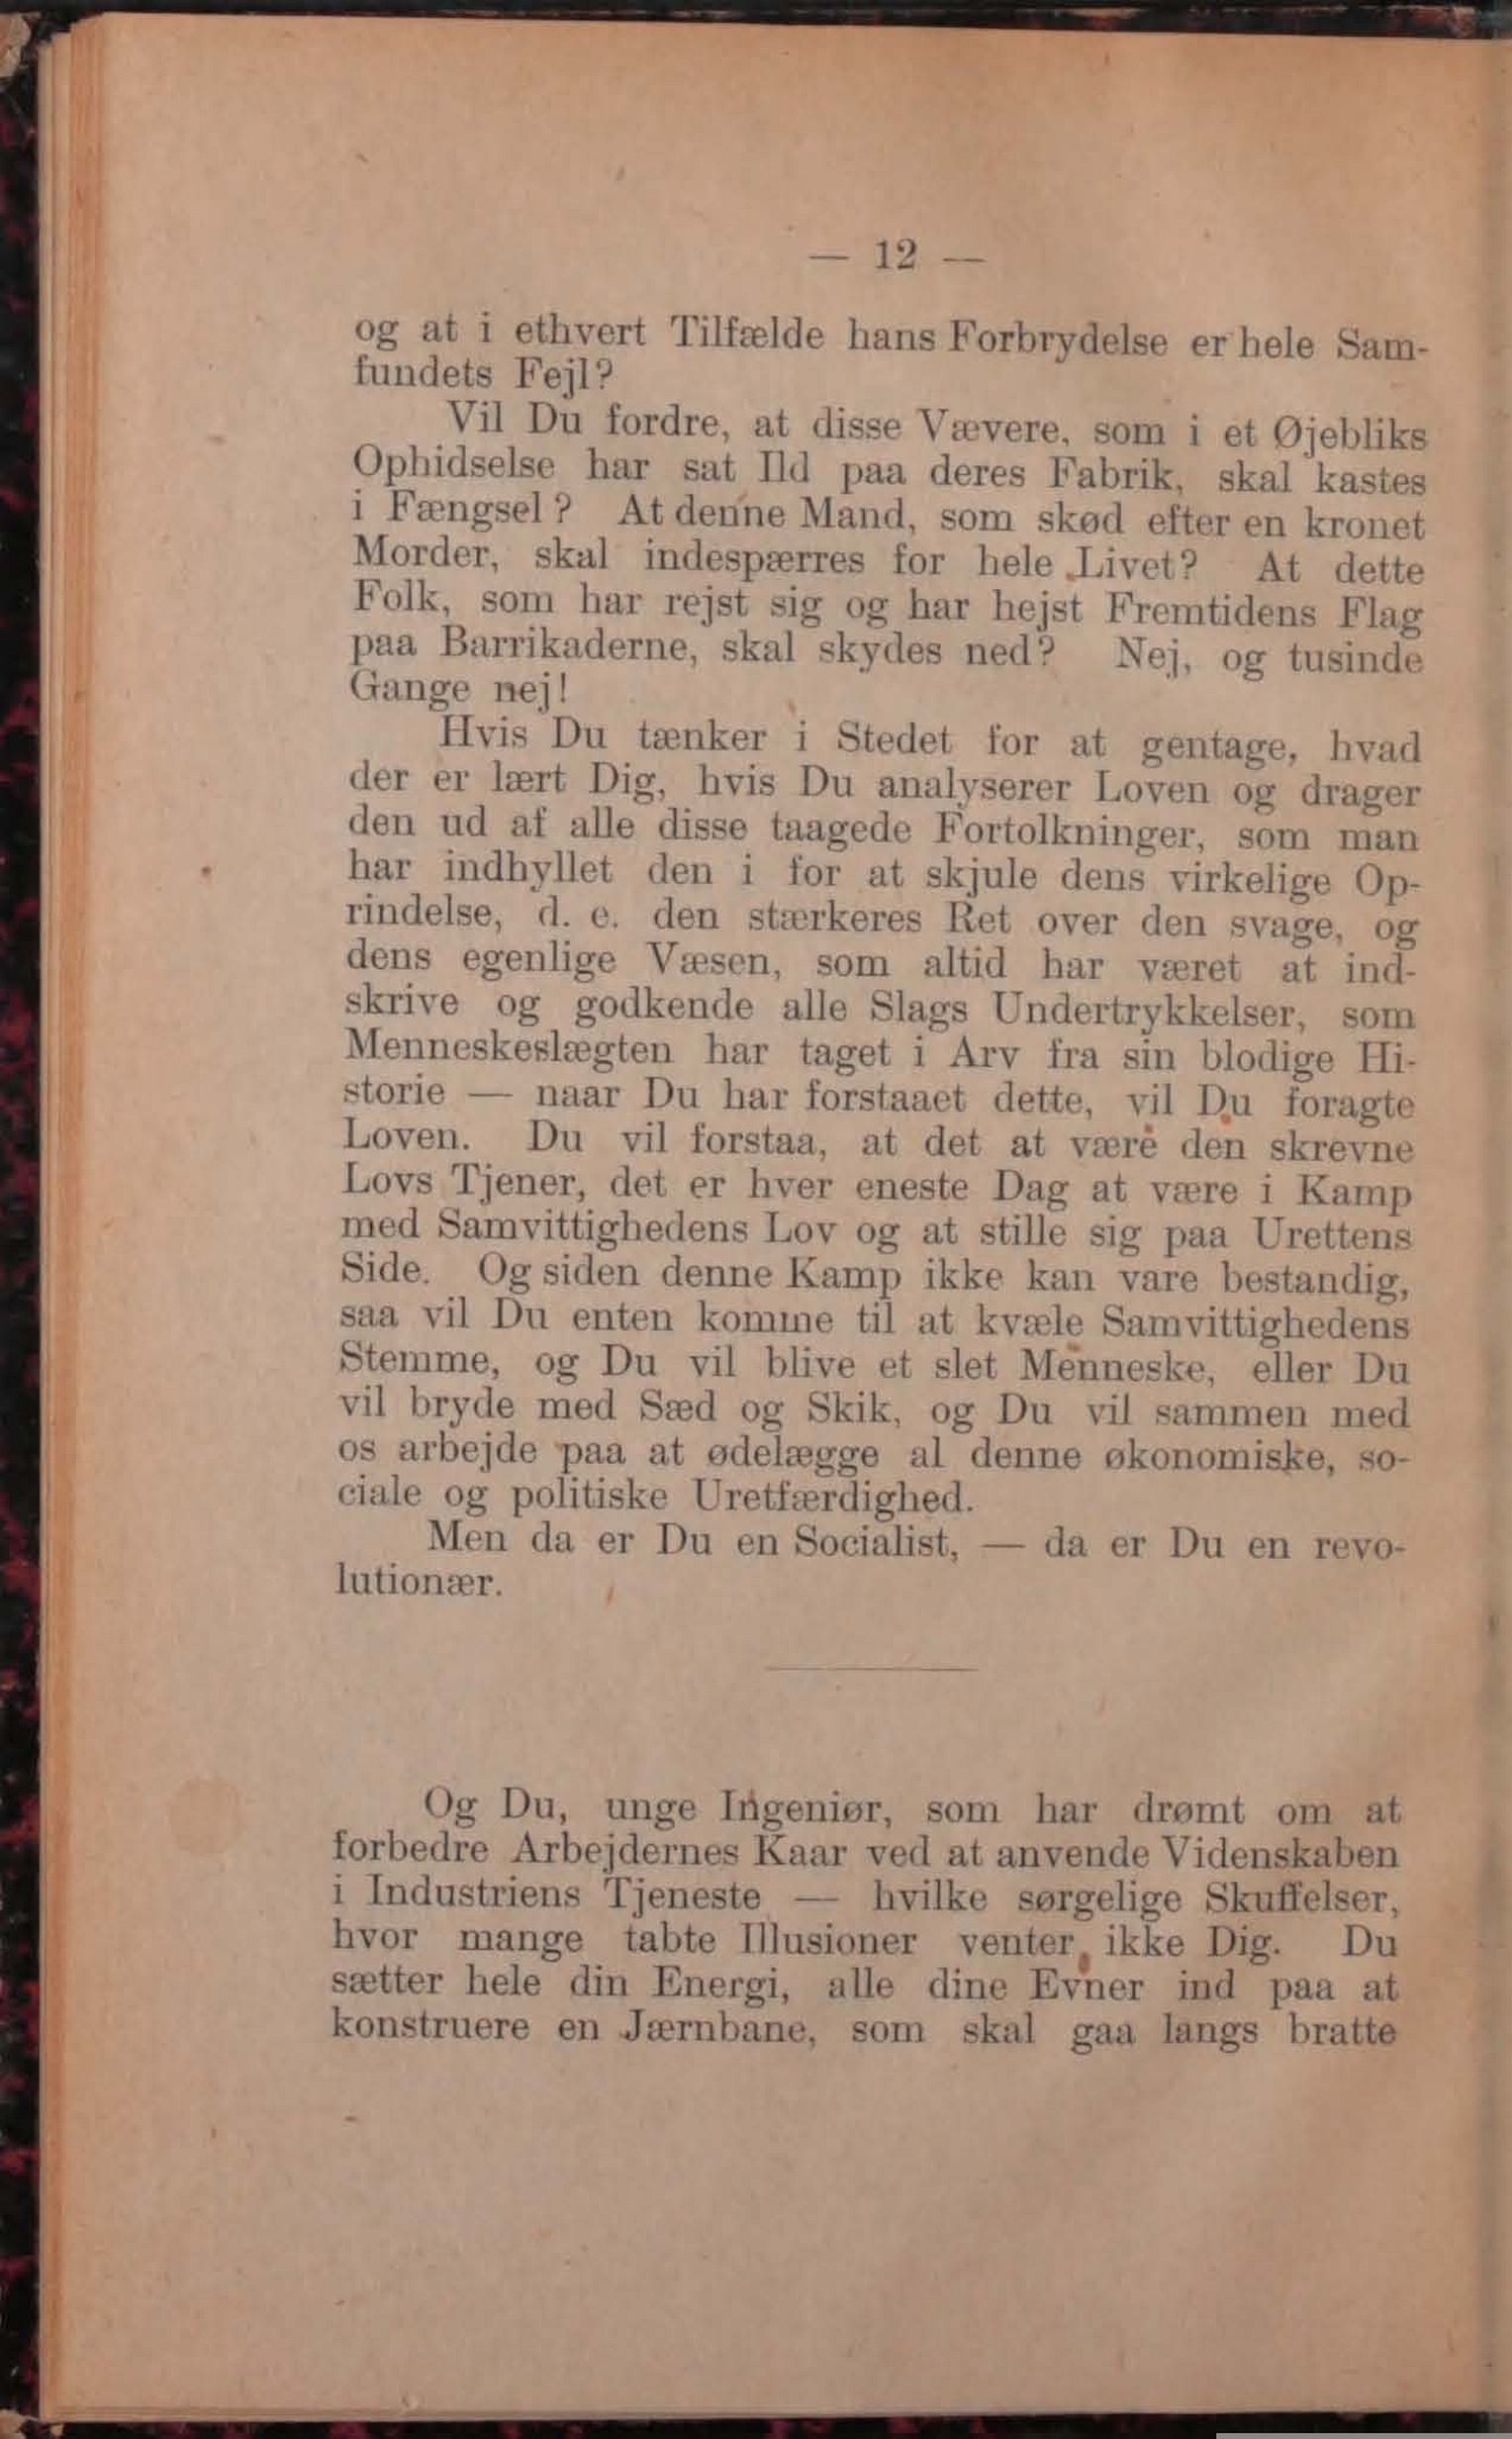 — 12 —
og at i ethvert Tilfælde hans Forbrydelse er hele Sam-
fundets Fejl?
Vil Du fordre, at disse Vævere, som i et Øjebliks
Ophidselse har sat Ild paa deres Fabrik, skal kastes
i Fængsel? At denne Mand, som skød efter en kronet
Morder, skal indespærres for hele Livet? At dette
Folk, som har rejst sig og har hejst Fremtidens Flag
paa Barrikaderne, skal skydes ned? Nej, og tusinde
Gange nej!
Hvis Du tænker i Stedet for at gentage, hvad
der er lært Dig, hvis Du analyserer Loven og drager
den ud af alle disse taagede Fortolkninger, som man
har indhyllet den i for at skjule dens virkelige Op-
rindelse, d. e. den stærkeres Ret over den svage, og
dens egenlige Væsen, som altid har været at ind-
skrive og godkende alle Slags Undertrykkelser, som
Menneskeslægten har taget i Arv fra sin blodige Hi-
storie — naar Du har forstaaet dette, vil Du foragte
Loven. Du vil forstaa, at det at være den skrevne
Lovs Tjener, det er hver eneste Dag at være i Kamp
med Samvittighedens Lov og at stille sig paa Urettens
Side. Og siden denne Kamp ikke kan vare bestandig,
saa vil Du enten komme til at kvæle Samvittighedens
Stemme, og Du vil blive et slet Menneske, eller Du
vil bryde med Sæd og Skik, og Du vil sammen med
os arbejde paa at ødelægge al denne økonomiske, so-
ciale og politiske Uretfærdighed.
Men da er Du en Socialist, — da er Du en revo-
lutionær.
Og Du, unge Ingeniør, som har drømt om at
forbedre Arbejdernes Kaar ved at anvende Videnskaben
i Industriens Tjeneste — hvilke sørgelige Skuffelser,
hvor mange tabte Illusioner venter ikke Dig. Du
sætter hele din Energi, alle dine Evner ind paa at
konstruere en Jærnbane, som skal gaa langs bratte